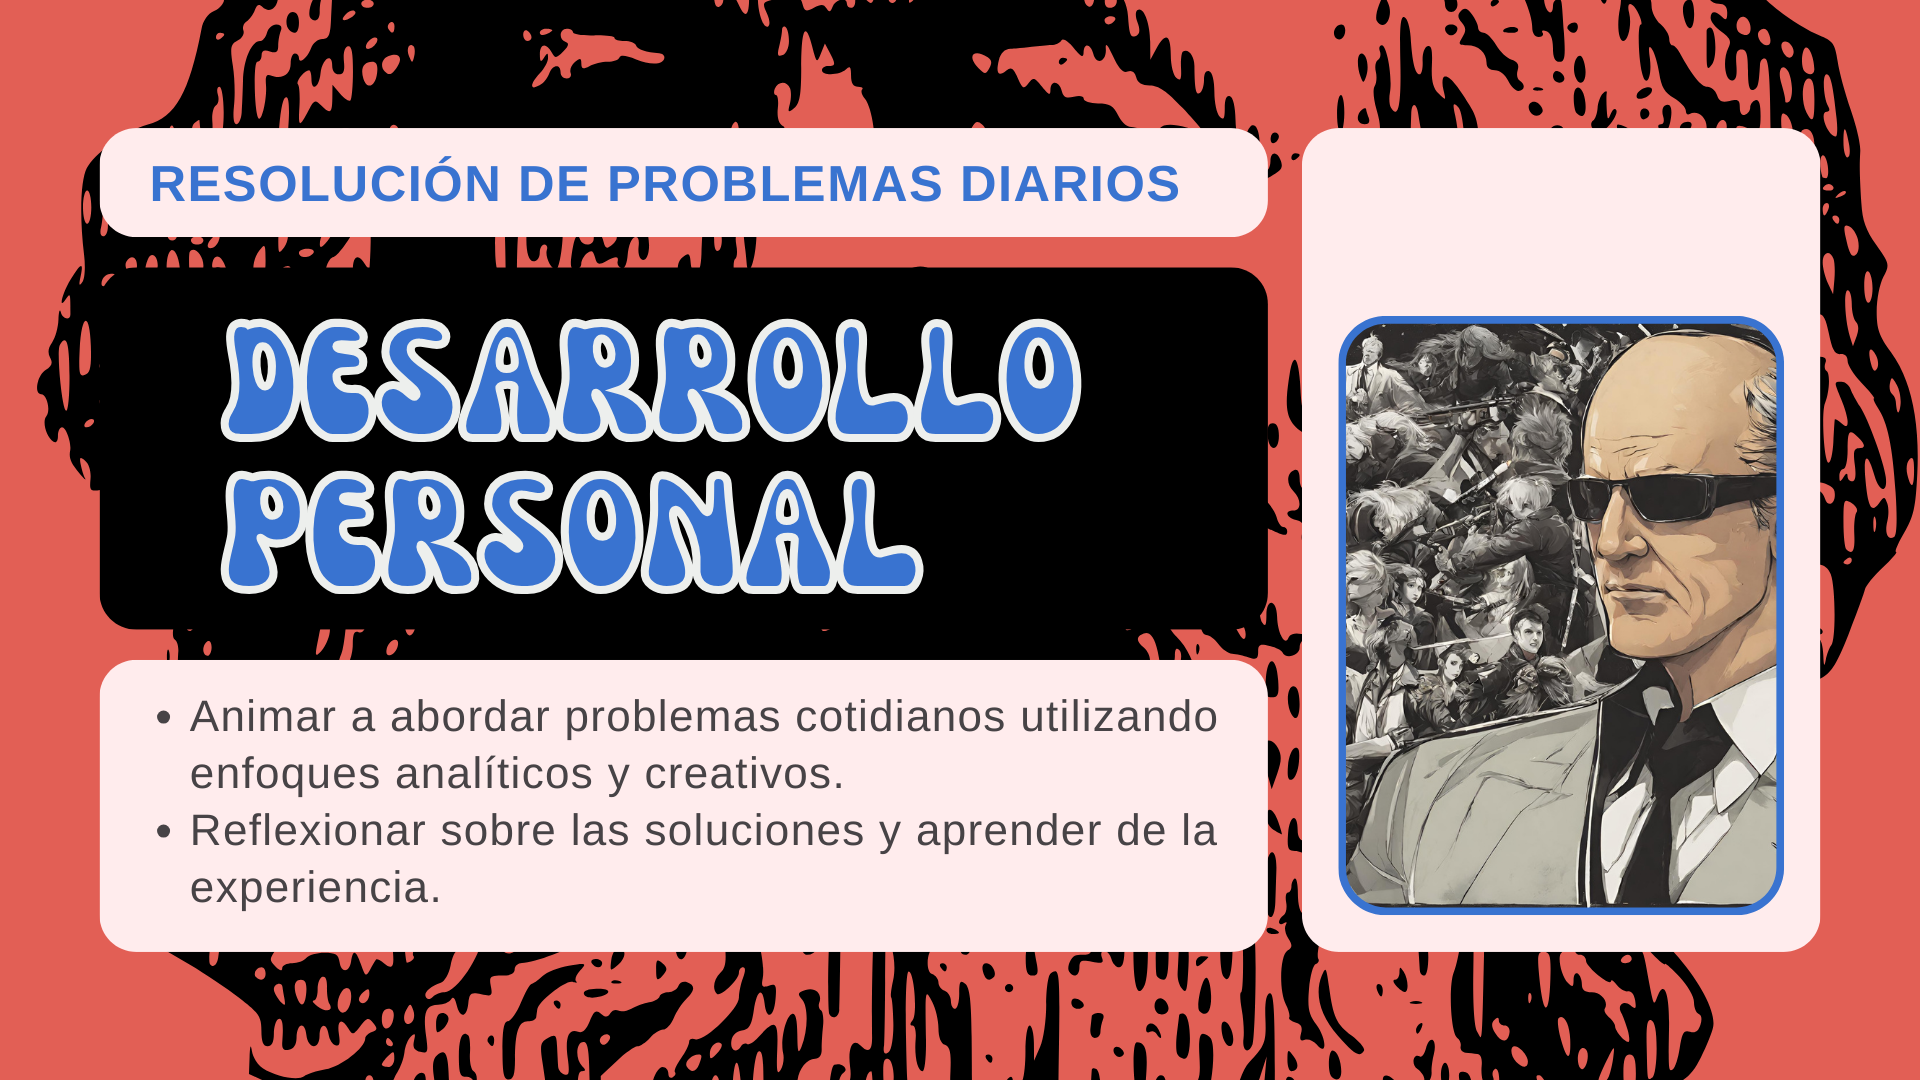 RESOLUCIÓN DE PROBLEMAS DIARIOS
DESARROLLO
PERSONAL
• Animar a abordar problemas cotidianos utilizando
enfoques analíticos y creativos.
• Reflexionar sobre las soluciones y aprender de la
experiencia.